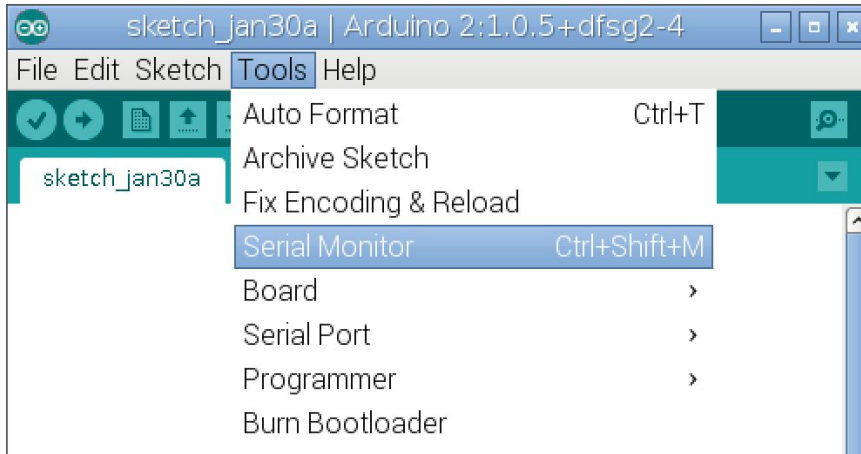 sketch_jan30a | Arduino 2:1.0.5+dfsg2-4
File Edit Sketch Tools Help
Auto Format Ctrl+T
sketch_jan30a
Archive Sketch
Fix Encoding & Reload
Serial Monitor Ctrl+Shift+M
Board
Serial Port
Programmer
Burn Bootloader